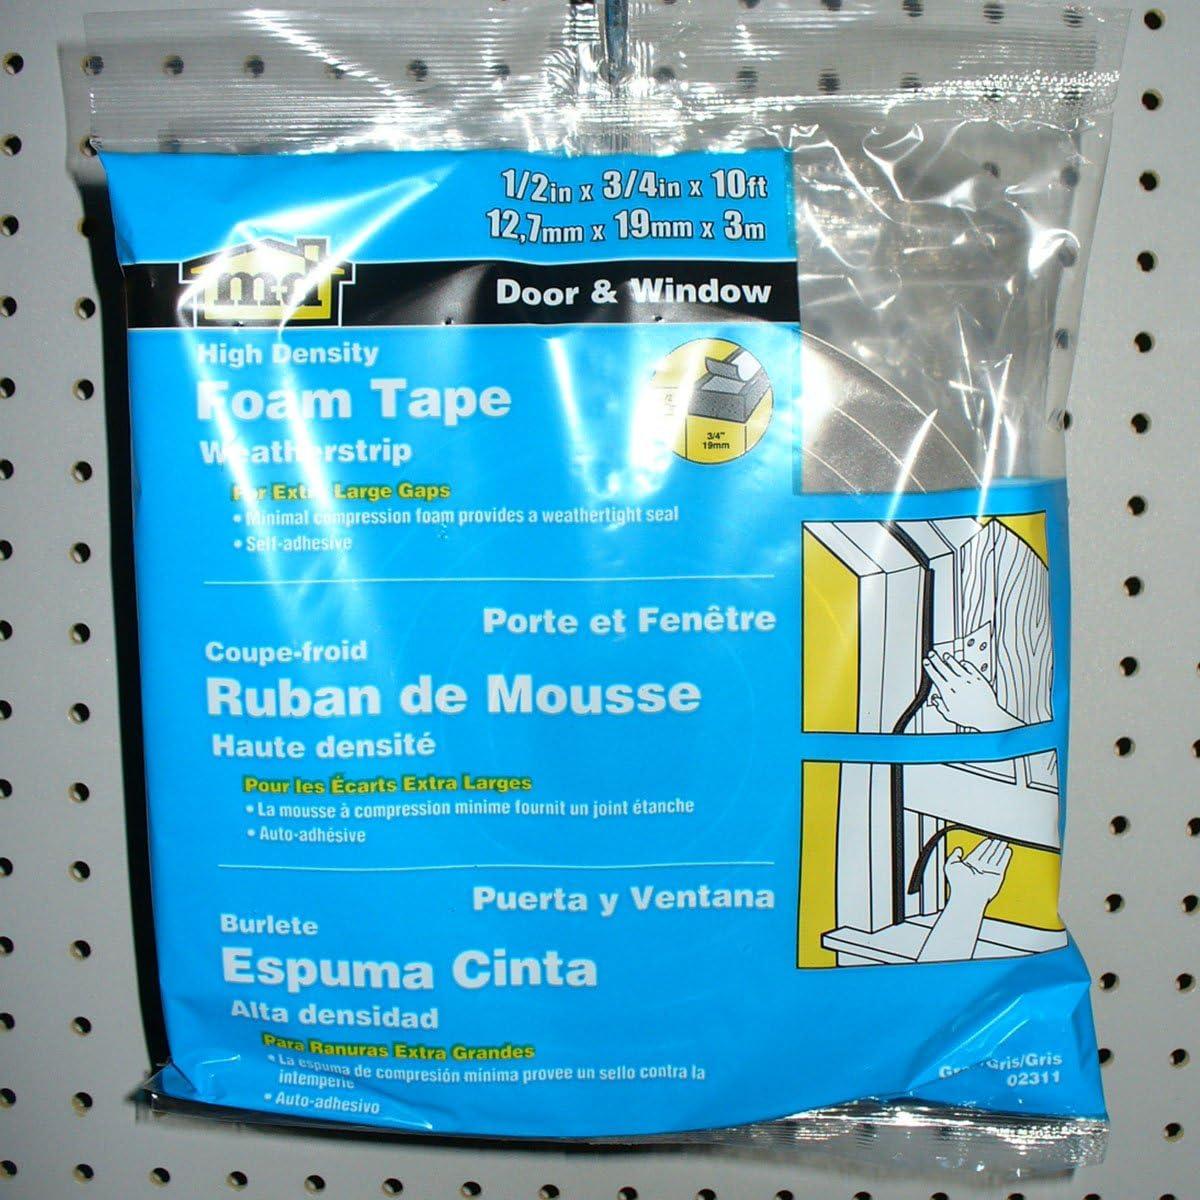 1/2in x 3/4in x 10ft
12,7mm x 19mm x 3m
m-d
Door & Window
High Density
Foam Tape
Weatherstrip
For Extra Large Gaps
• Minimal compression foam provides a weathertight seal
• Self-adhesive
3/4"
19mm
Porte et Fenêtre
Coupe-froid
Ruban de Mousse
Haute densité
Pour les Écarts Extra Larges
• La mousse à compression minime fournit un joint étanche
• Auto-adhésive
Puerta y Ventana
Burlete
Espuma Cinta
Alta densidad
Para Ranuras Extra Grandes
• La espuma de compresión mínima provee un sello contra la
intemperie
• Auto-adhesivo
/Gris/Gris
02311